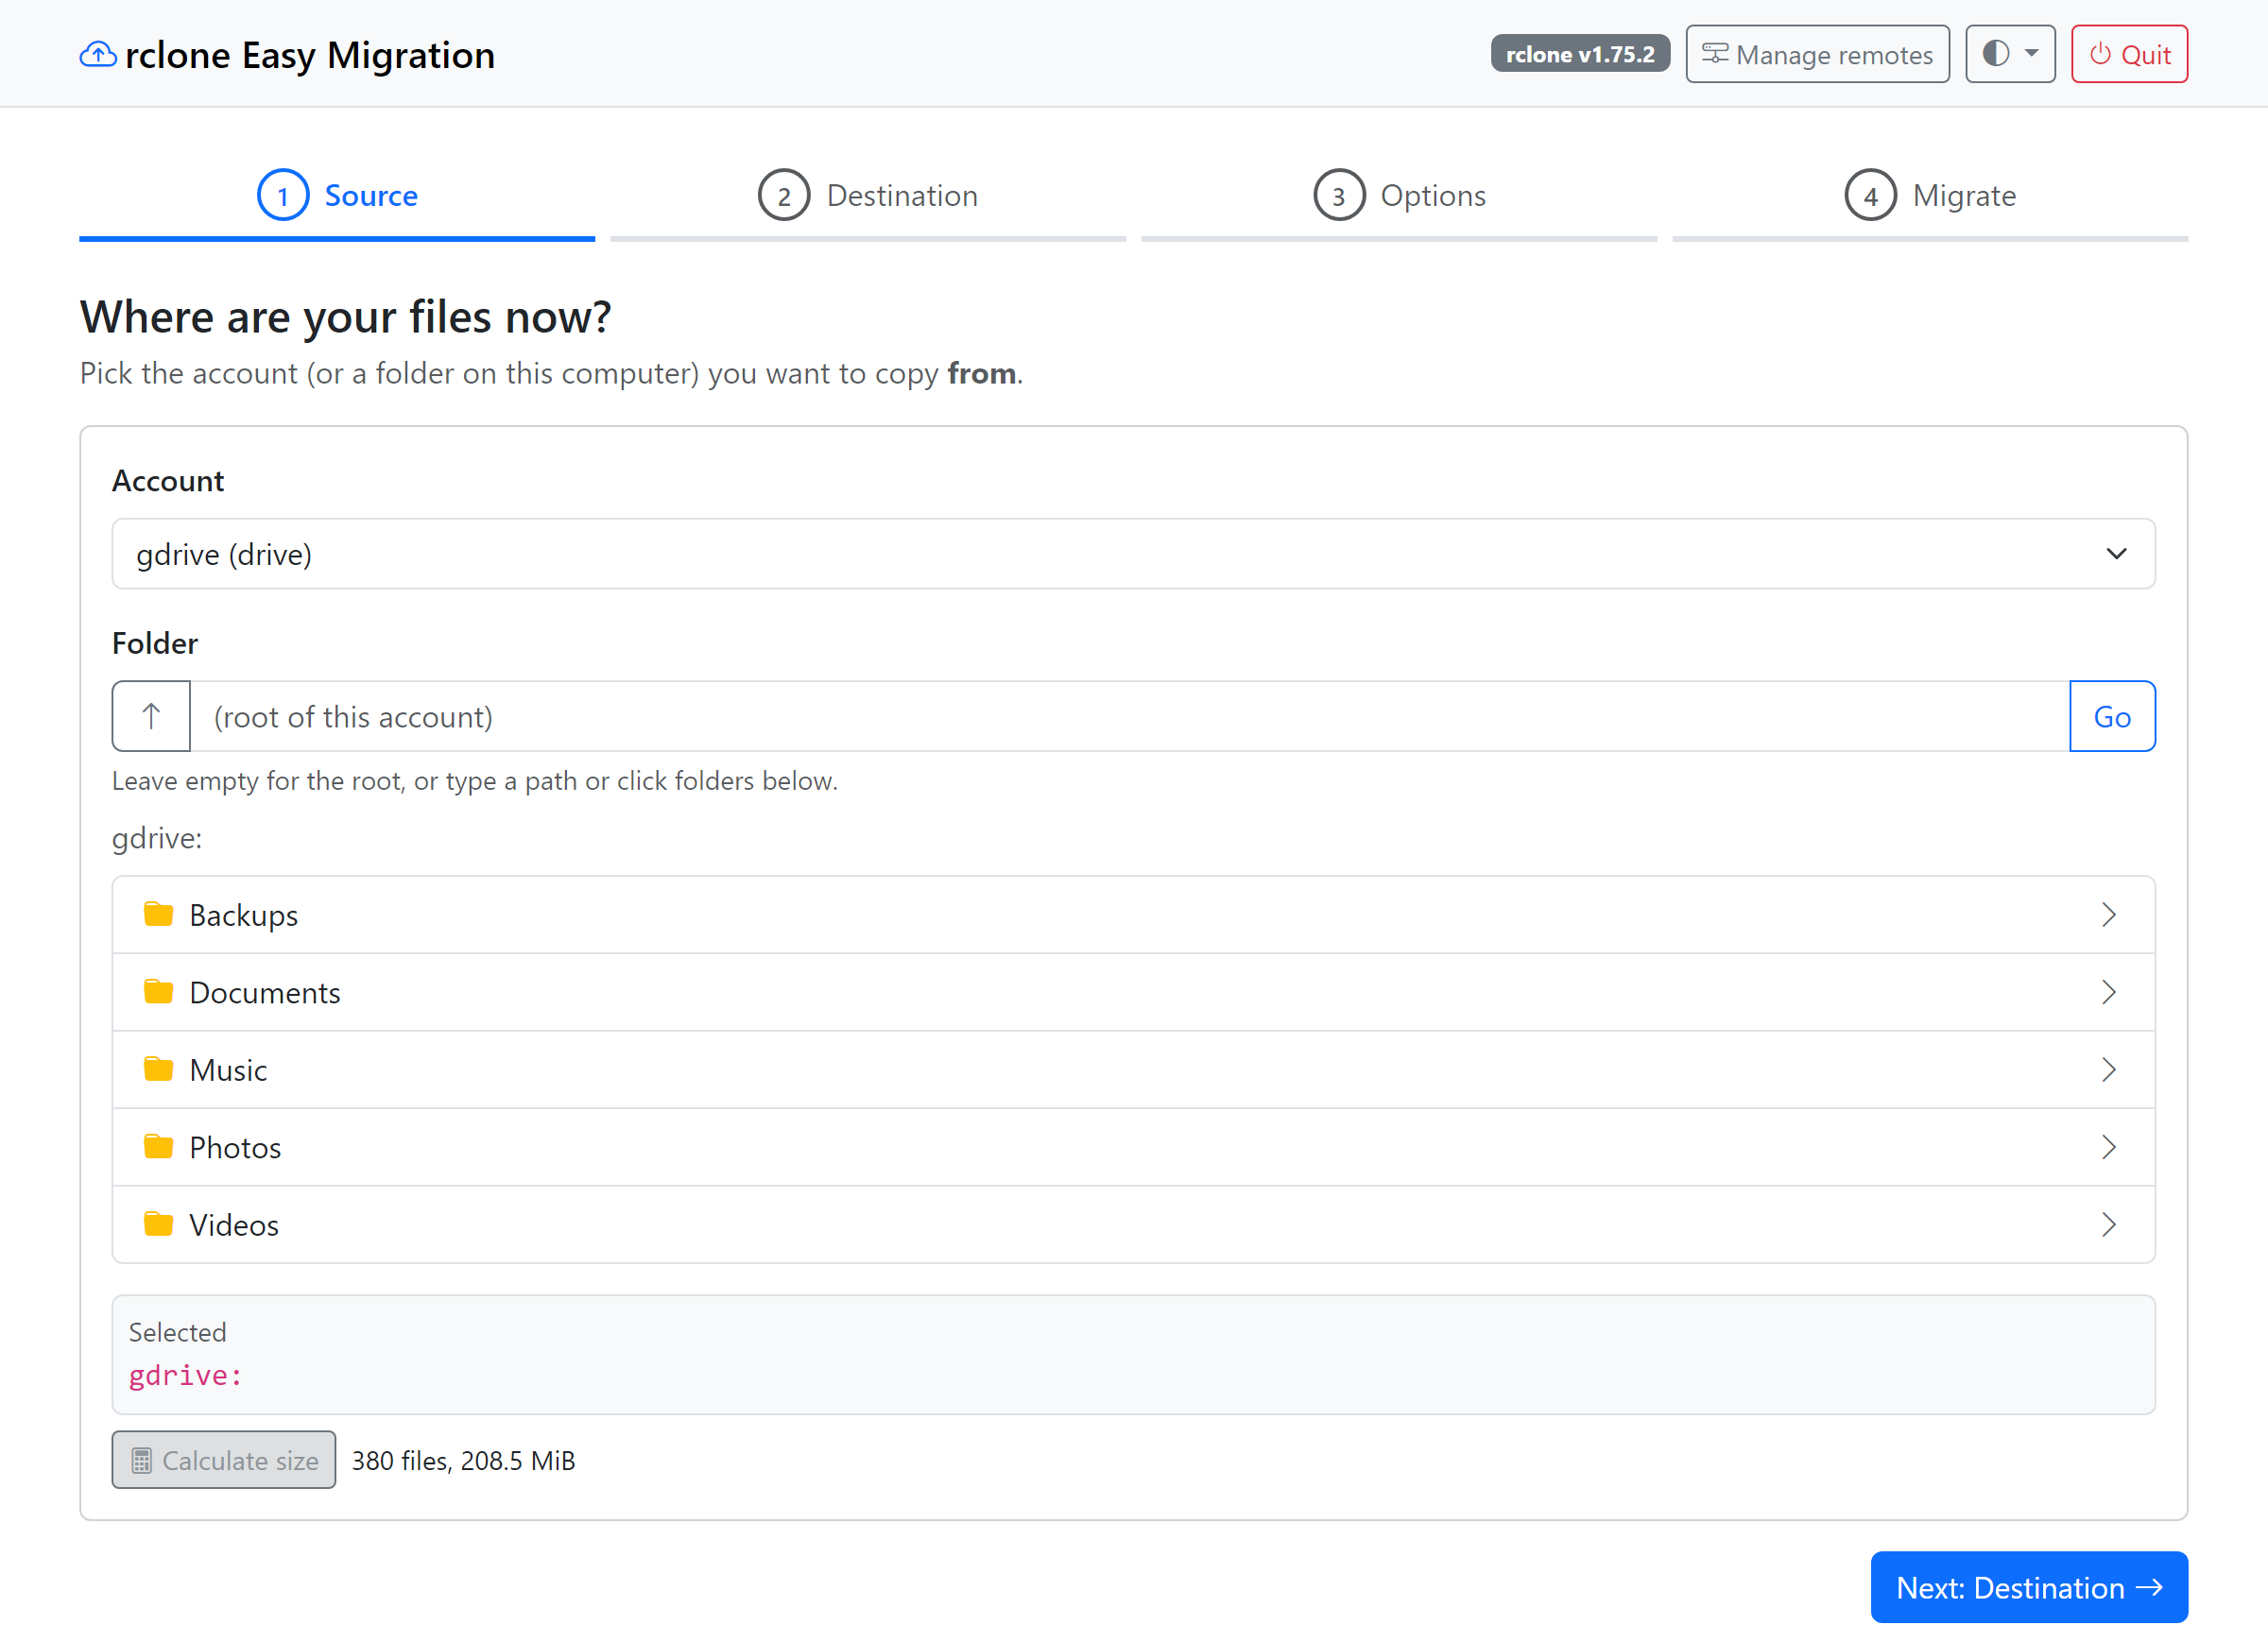 rclone Easy Migration
rclone v1.75.2
Manage remotes
Quit
1 Source
2 Destination
3 Options
4 Migrate
Where are your files now?
Pick the account (or a folder on this computer) you want to copy from.
Account
gdrive (drive)
Folder
(root of this account)
Go
Leave empty for the root, or type a path or click folders below.
gdrive:
Backups
Documents
Music
Photos
Videos
Selected
gdrive:
Calculate size
380 files, 208.5 MiB
Next: Destination →